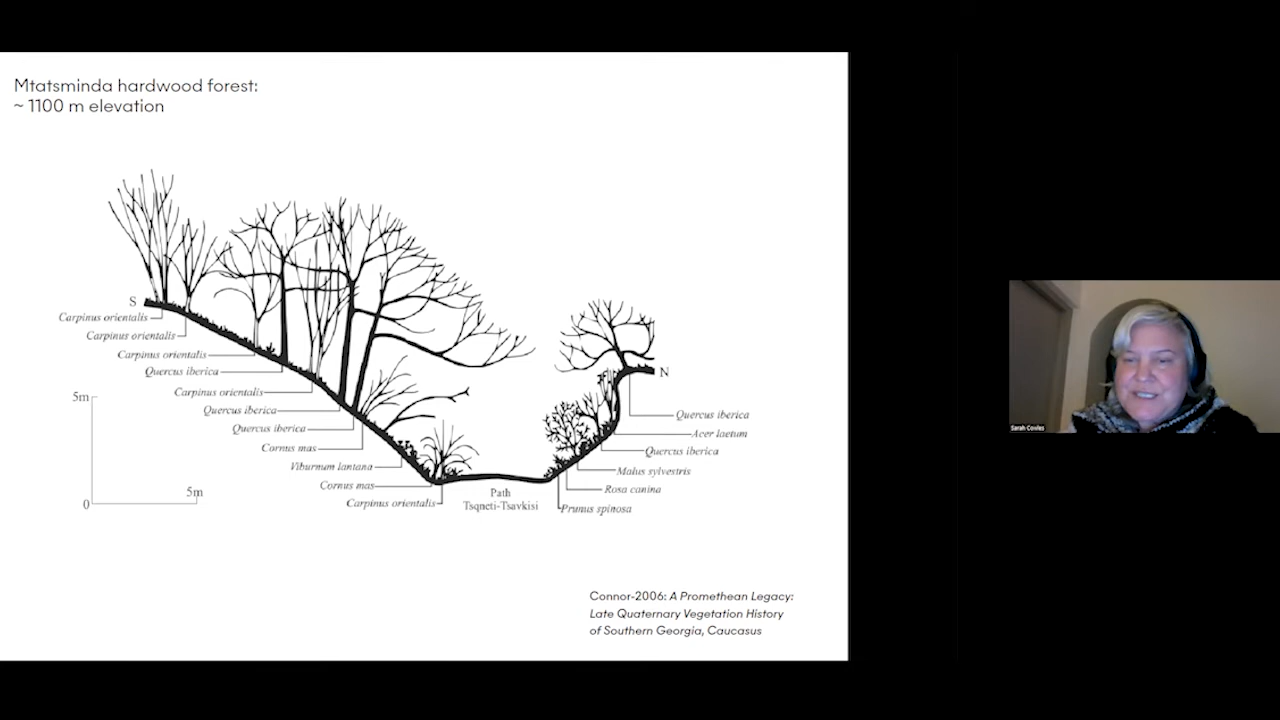 Mtatsminda hardwood forest:
~ 1100 m elevation
S
Carpinus orientalis
Carpinus orientalis
Carpinus orientalis
Quercus iberica
Carpinus orientalis
Quercus iberica
Quercus iberica
Cornus mas
Viburnum lantana
Cornus mas
Carpinus orientalis
5m
0
5m
Path
Tsqneti-Tsavkisi
N
Quercus iberica
Acer laetum
Quercus iberica
Malus sylvestris
Rosa canina
Prunus spinosa
Connor-2006: A Promethean Legacy:
Late Quaternary Vegetation History
of Southern Georgia, Caucasus
Sarah Cowles